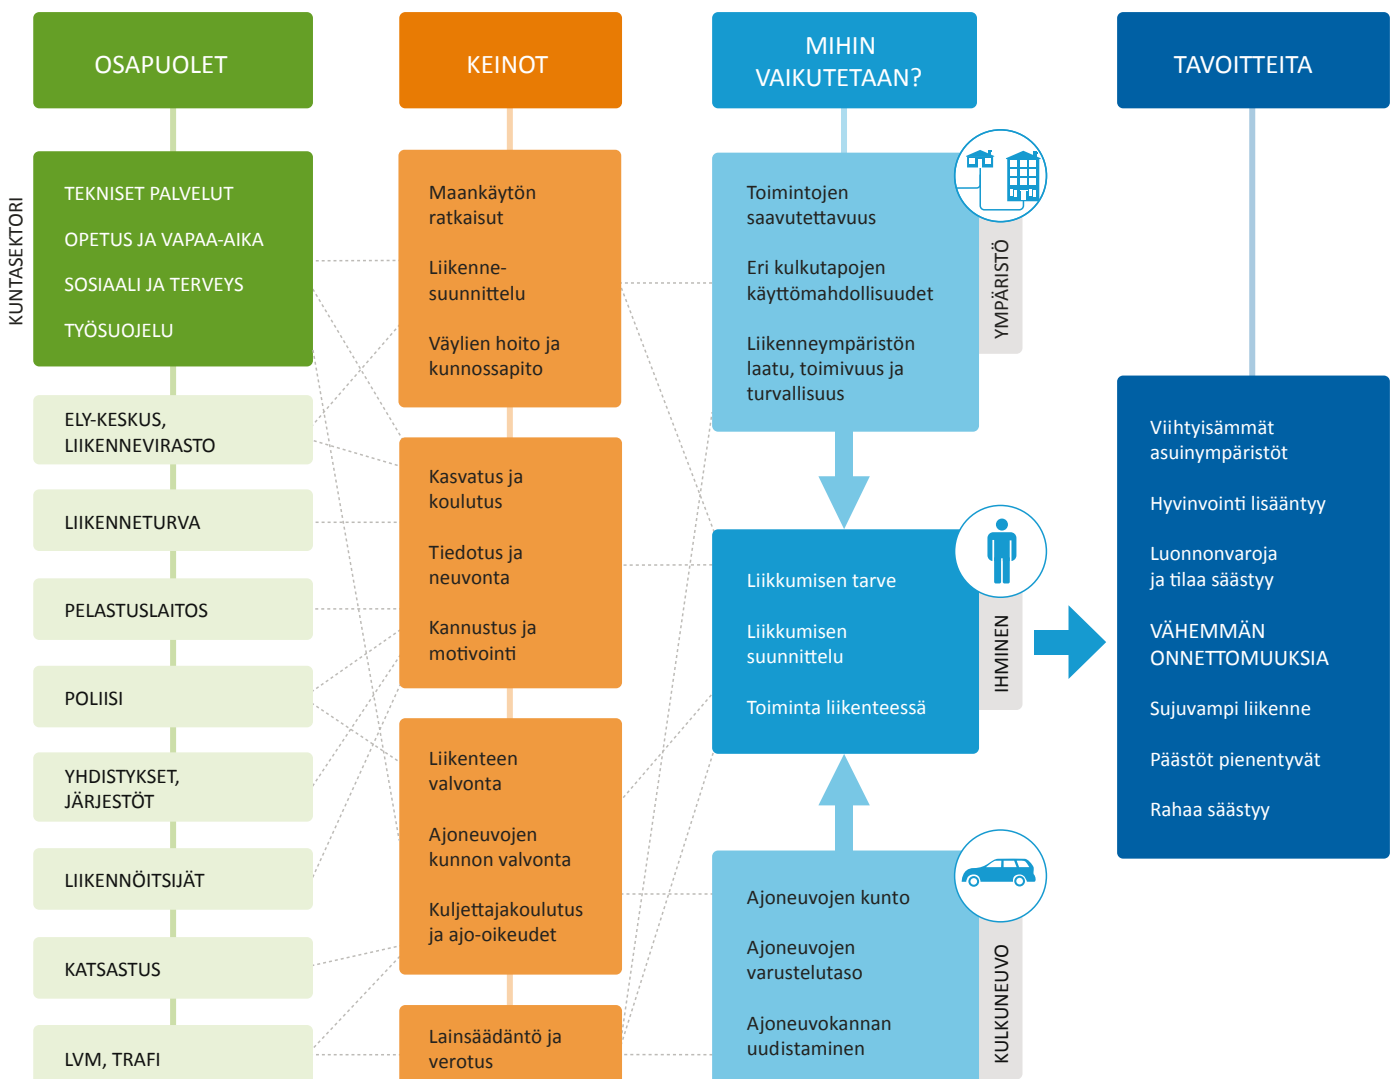 OSAPUOLET
KUNTASEKTORI
TEKNISET PALVELUT
OPETUS JA VAPAA-AIKA
SOSIAALI JA TERVEYS
TYÖSUOJELU
ELY-KESKUS,
LIIKENNEVIRASTO
LIIKENNETURVA
PELASTUSLAITOS
POLIISI
YHDISTYKSET,
JÄRJESTÖT
LIIKENNÖITSIJÄT
KATSASTUS
LVM, TRAFI
KEINOT
Maankäytön
ratkaisut
Liikenne-
suunnittelu
Väylien hoito ja
kunnossapito
Kasvatus ja
koulutus
Tiedotus ja
neuvonta
Kannustus ja
motivointi
Liikenteen
valvonta
Ajoneuvojen
kunnon valvonta
Kuljettajakoulutus
ja ajo-oikeudet
Lainsäädäntö ja
verotus
MIHIN
VAIKUTETAAN?
Toimintojen
saavutettavuus
Eri kulkutapojen
käyttömahdollisuudet
Liikenneympäristön
laatu, toimivuus ja
turvallisuus
YMPÄRISTÖ
Liikkumisen tarve
Liikkumisen
suunnittelu
Toiminta liikenteessä
IHMINEN
Ajoneuvojen kunto
Ajoneuvojen
varustelutaso
Ajoneuvokannan
uudistaminen
KULKUNEUVO
TAVOITTEITA
Viihtyisämmät
asuinympäristöt
Hyvinvointi lisääntyy
Luonnonvaroja
ja tilaa säästyy
VÄHEMMÄN
ONNETTOMUUKSIA
Sujuvampi liikenne
Päästöt pienentyvät
Rahaa säästyy